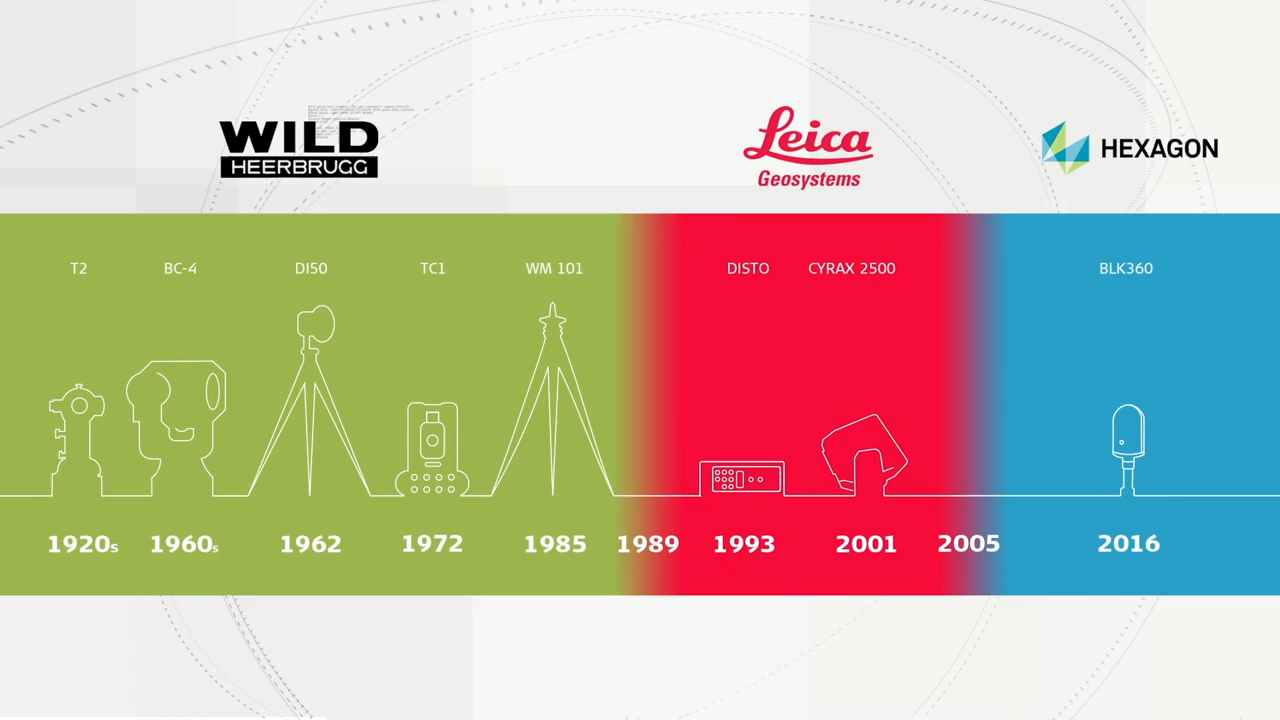 WILD
HEERBRUGG
Leica
Geosystems
HEXAGON
T2 BC-4 DI50 TC1 WM 101 DISTO CYRAX 2500 BLK360
1920s 1960s 1962 1972 1985 1989 1993 2001 2005 2016